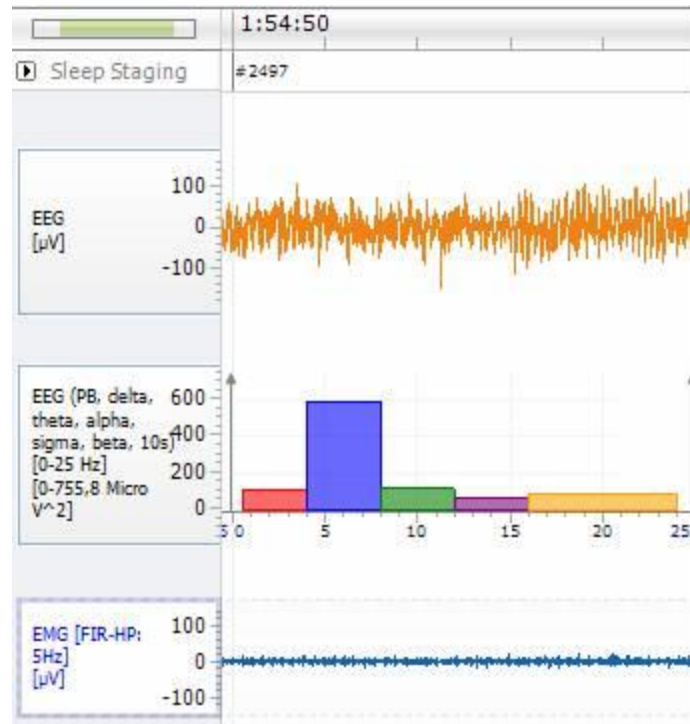 1:54:50
Sleep Staging
#2497
EEG
[µV]
100
0
-100
EEG (PB, delta,
theta, alpha,
sigma, beta, 10s)
[0-25 Hz]
[0-755,8 Micro
V^2]
600
400
200
0
5 0 5 10 15 20 25
EMG [FIR-HP:
5Hz]
[µV]
100
0
-100